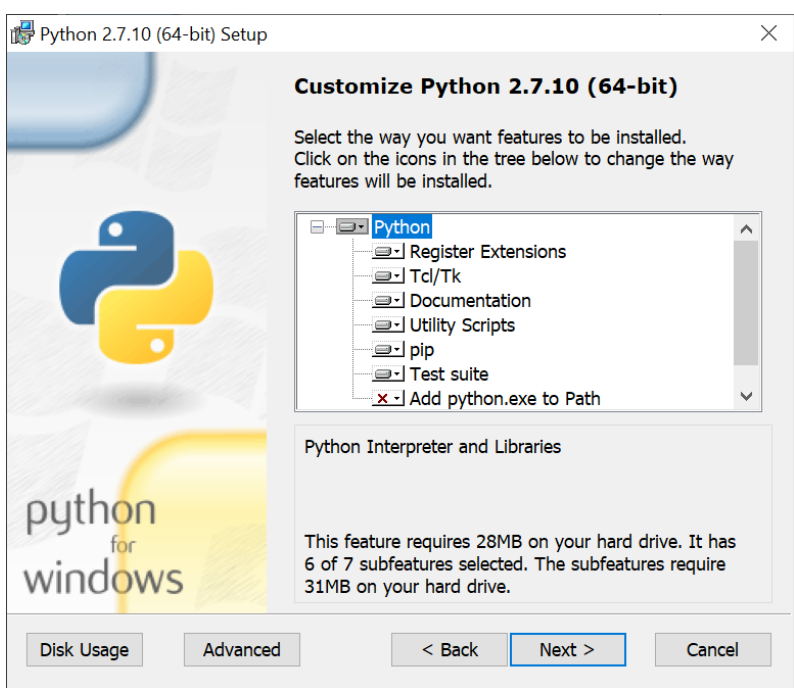 Python 2.7.10 (64-bit) Setup
Customize Python 2.7.10 (64-bit)
Select the way you want features to be installed.
Click on the icons in the tree below to change the way
features will be installed.
Python
Register Extensions
Tcl/Tk
Documentation
Utility Scripts
pip
Test suite
Add python.exe to Path
Python Interpreter and Libraries
This feature requires 28MB on your hard drive. It has
6 of 7 subfeatures selected. The subfeatures require
31MB on your hard drive.
python
for
windows
Disk Usage
Advanced
< Back
Next >
Cancel